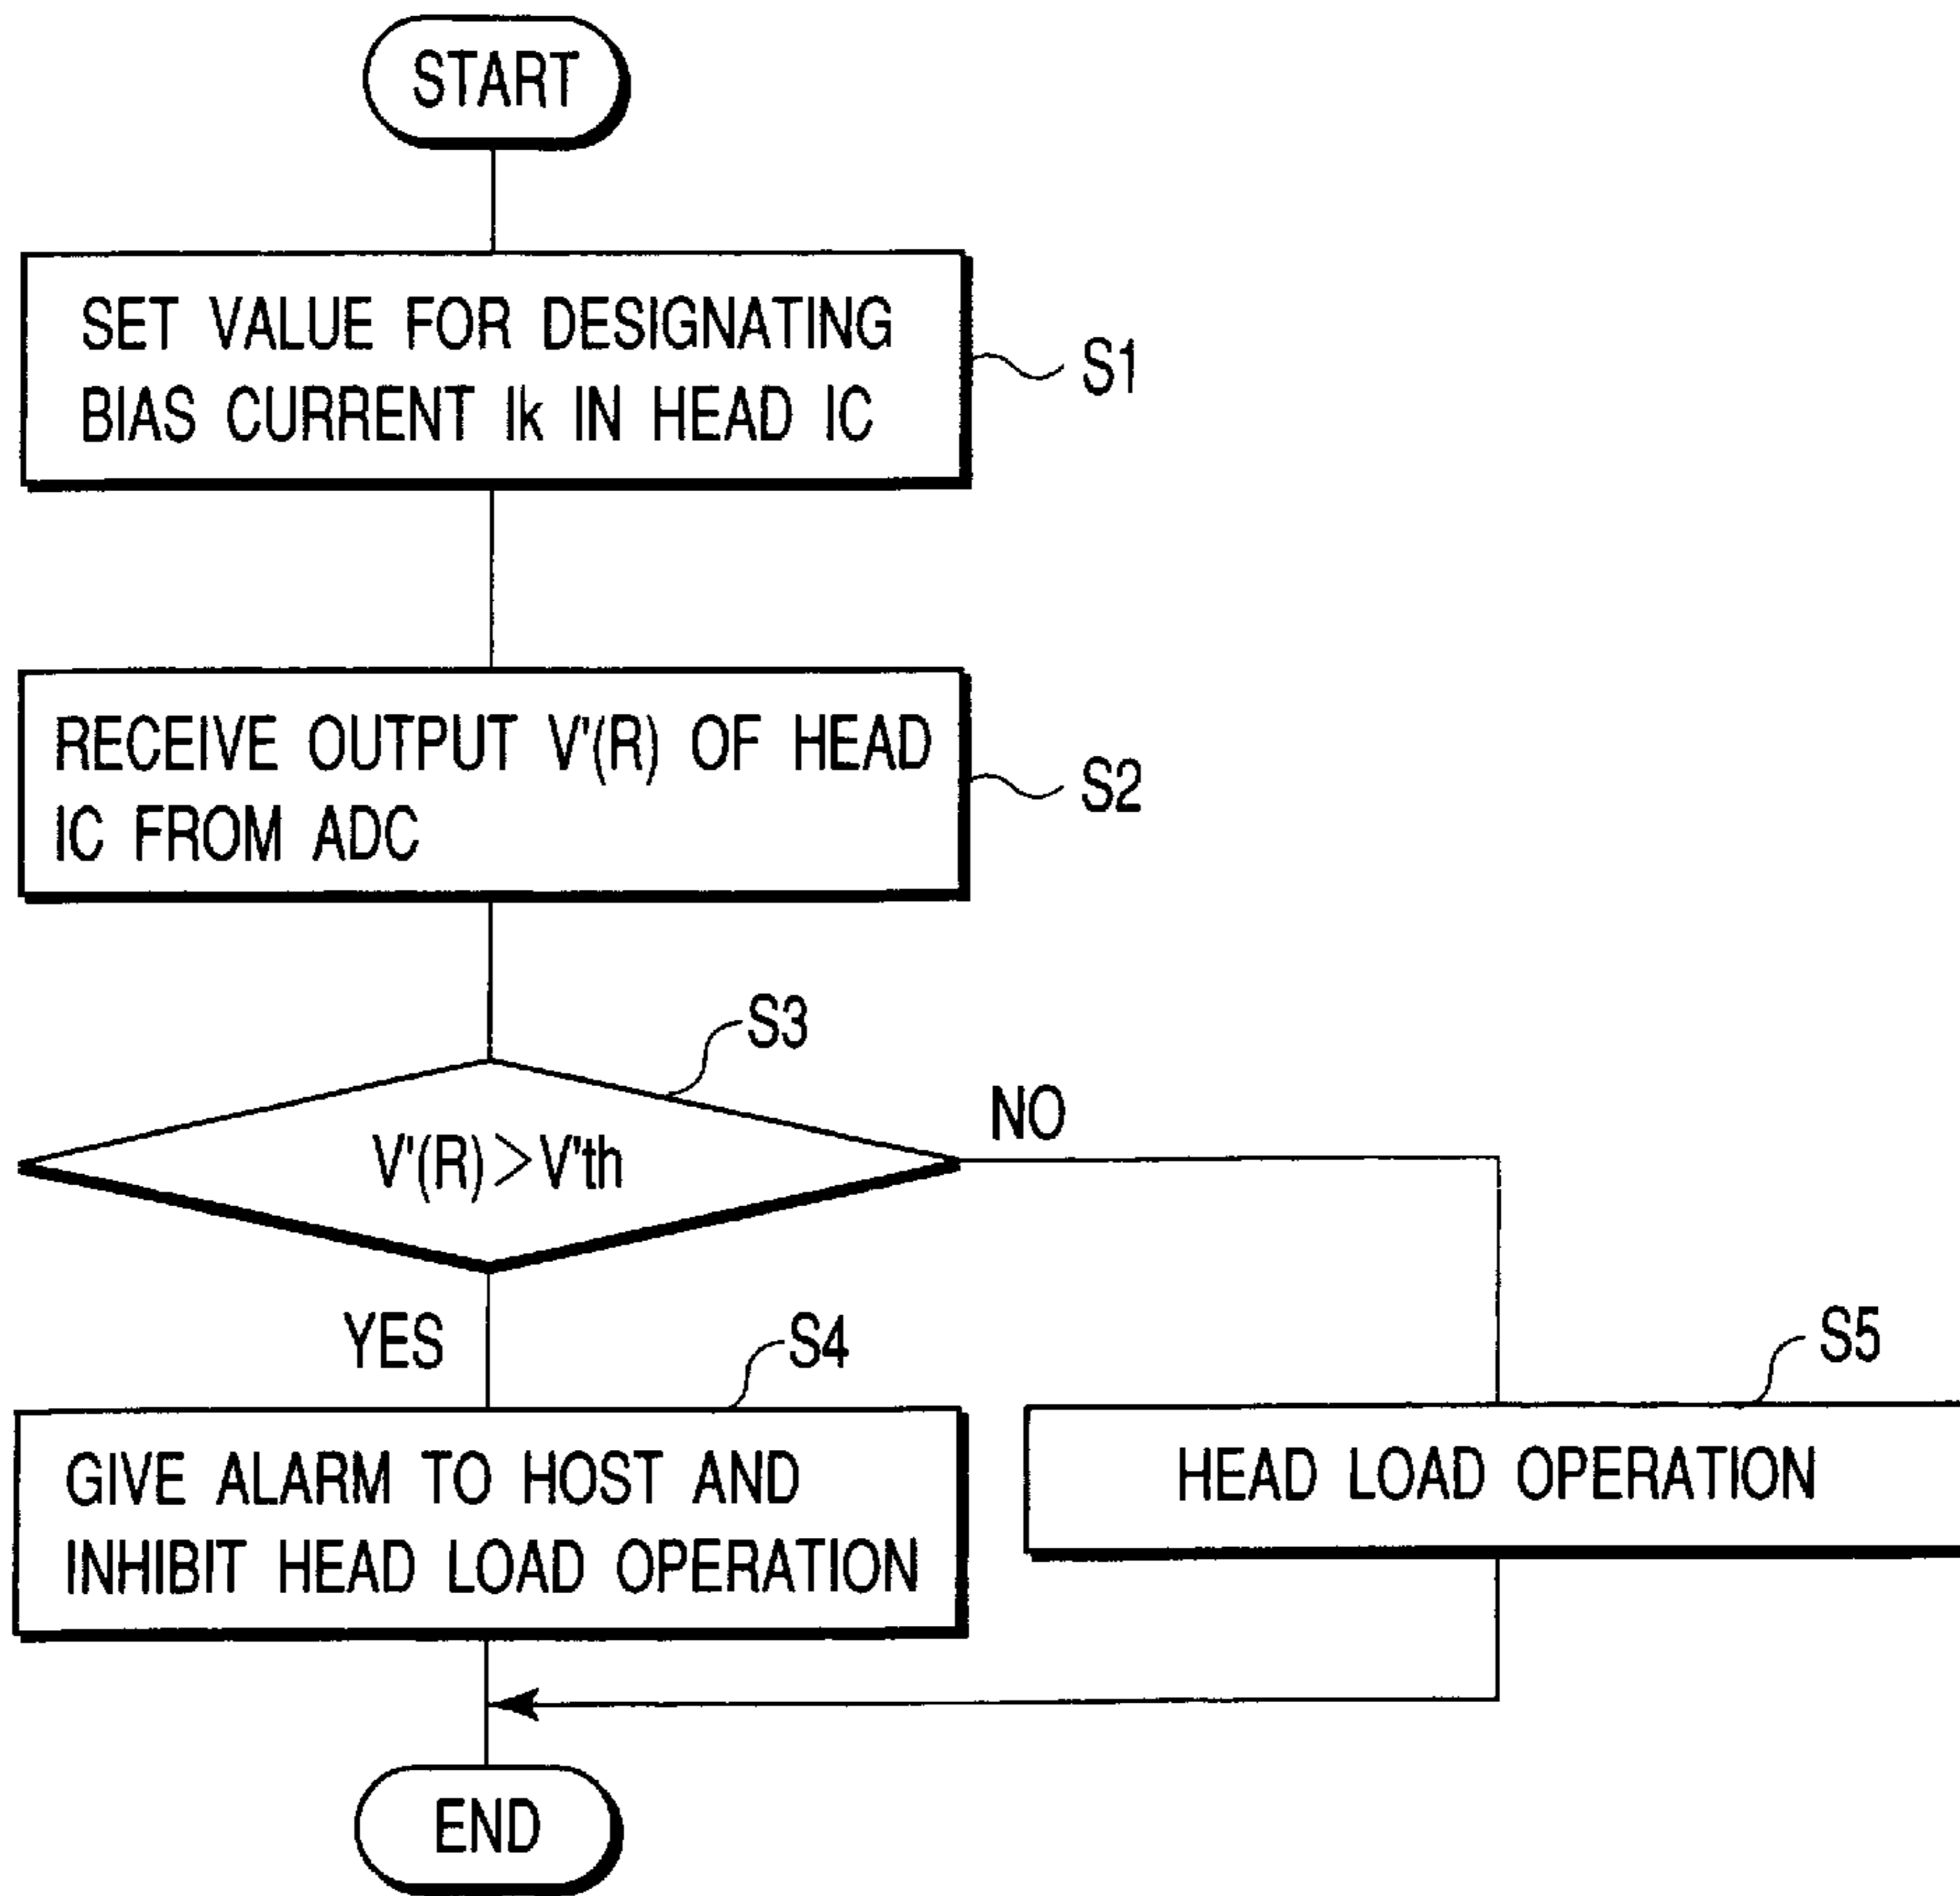 START
SET VALUE FOR DESIGNATING
BIAS CURRENT Ik IN HEAD IC
S1
RECEIVE OUTPUT V'(R) OF HEAD
IC FROM ADC
S2
S3
V'(R)>V'th
NO
YES
S4
GIVE ALARM TO HOST AND
INHIBIT HEAD LOAD OPERATION
S5
HEAD LOAD OPERATION
END